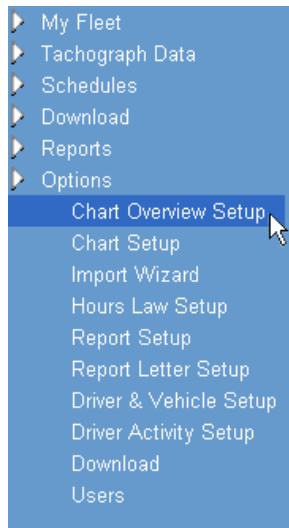 My Fleet
Tachograph Data
Schedules
Download
Reports
Options
Chart Overview Setup
Chart Setup
Import Wizard
Hours Law Setup
Report Setup
Report Letter Setup
Driver & Vehicle Setup
Driver Activity Setup
Download
Users